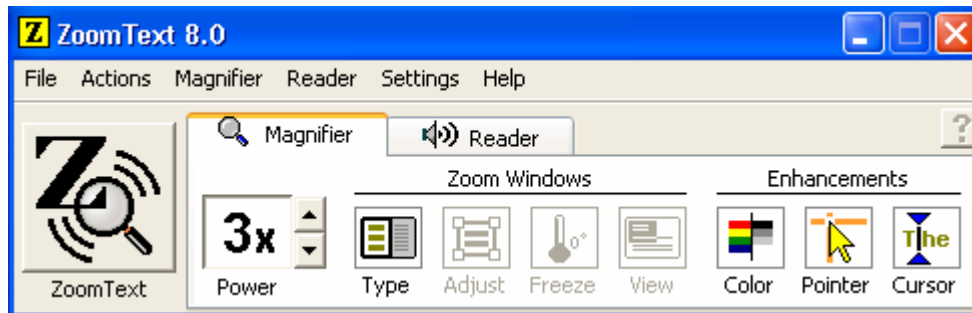 Z ZoomText 8.0
File Actions Magnifier Reader Settings Help
Magnifier Reader ?
Zoom Windows Enhancements
Z 3x The
ZoomText Power Type Adjust Freeze View Color Pointer Cursor